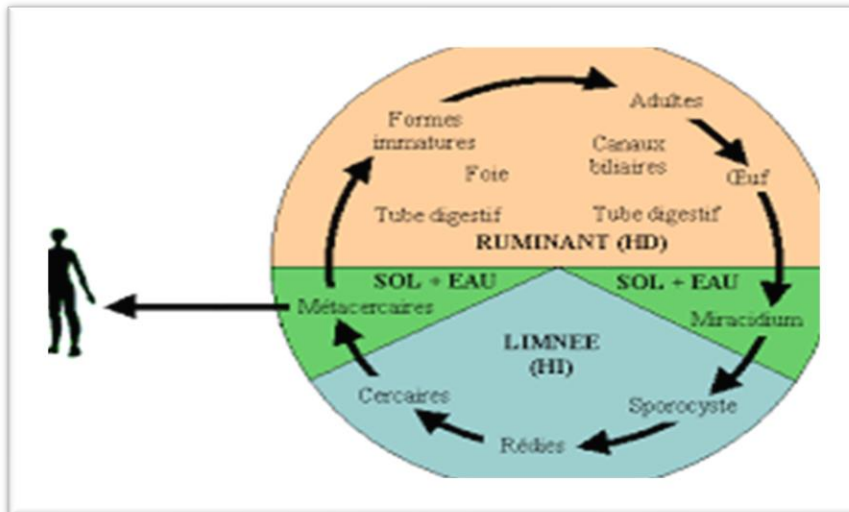 Adultes
Formes
immatures
Canaux
biliaires
Foie
Œuf
Tube digestif
Tube digestif
RUMINANT (HD)
SOL + EAU
SOL + EAU
Métacercaires
Miracidium
LIMNEE
(HI)
Cercaires
Sporocyste
Rédies